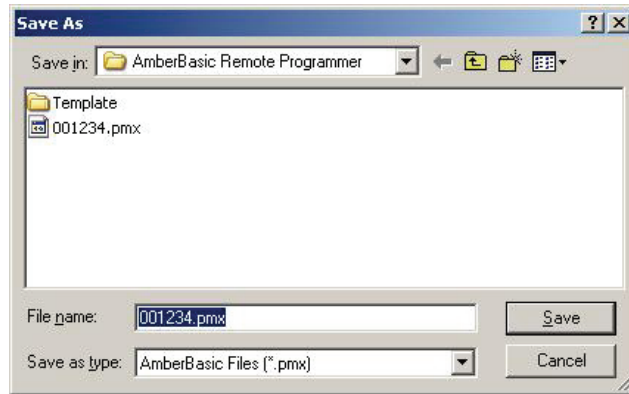 Save As
Save in: AmberBasic Remote Programmer
Template
001234.pmx
File name: 001234.pmx Save
Save as type: AmberBasic Files (*.pmx) Cancel